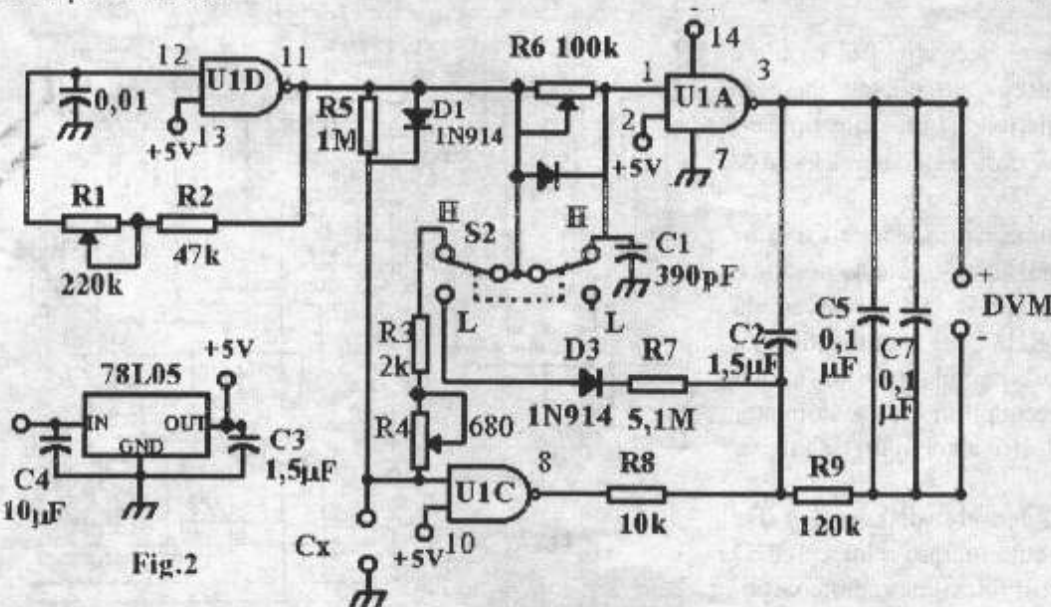 14
R6 100k
12
11
U1D
0,01
13
+5V
R5
1M
D1
1N914
1
3
U1A
2
+5V
7
R1
R2
47k
220k
H
S2
H
C1
390pF
L
L
+
DVM
-
C5
0,1
μF
C7
0,1
μF
C2
1,5μF
R3
2k
D3
R7
1N914
5,1M
+5V
78L05
IN
OUT
GND
C3
1,5μF
C4
10μF
R4
680
8
U1C
R8
10k
R9
120k
10
+5V
Cx
Fig.2